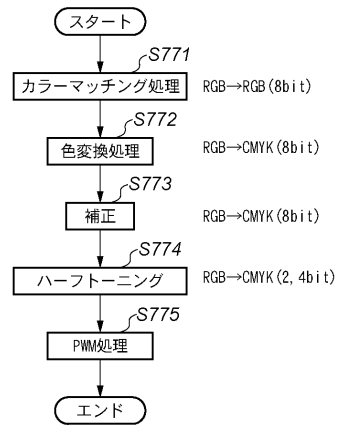 スタート
S771
カラーマッチング処理 RGB→RGB(8bit)
S772
色変換処理 RGB→CMYK(8bit)
S773
補正 RGB→CMYK(8bit)
S774
ハーフトーニング RGB→CMYK(2,4bit)
S775
PWM処理
エンド